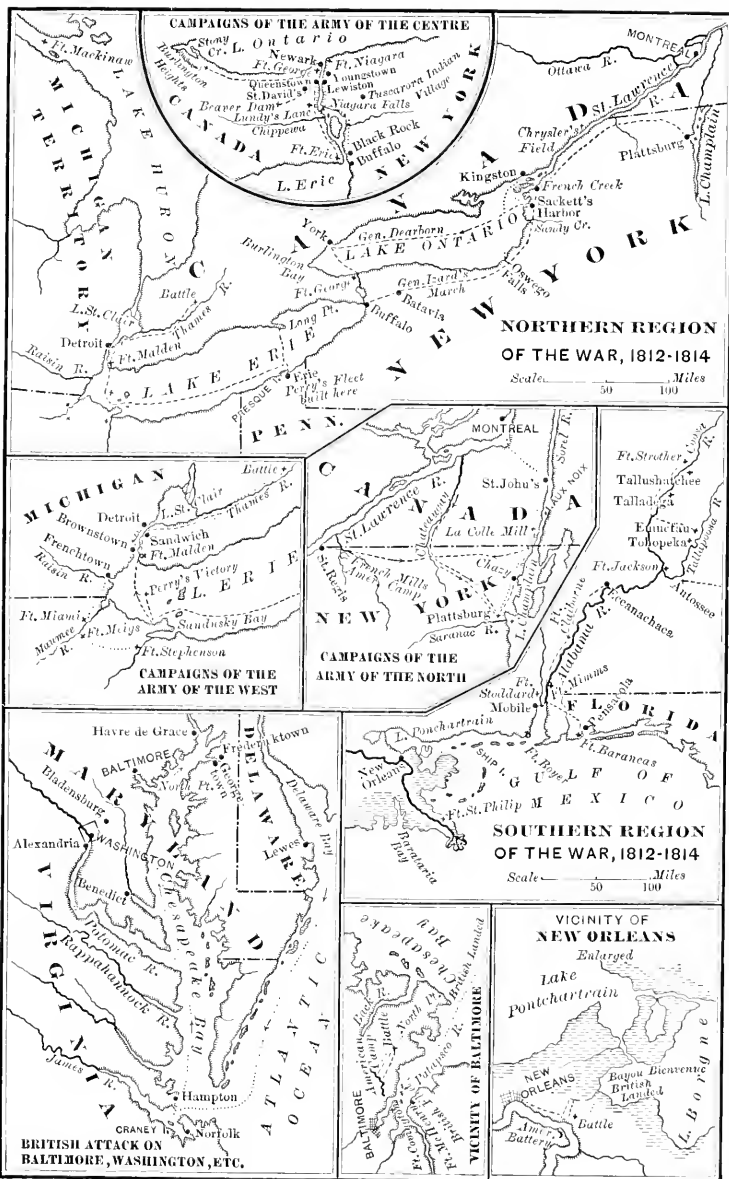 CAMPAIGNS OF THE ARMY OF THE CENTRE
Stony Cr.
L. Ontario
Burlington Heights
Newark
Ft. George
Ft. Niagara
Queenstown
Youngstown
St. David's
Lewiston
Beaver Dam
Tuscarora Indian Village
Lundy's Lane
Niagara Falls
Chippewa
CANADA
NEW YORK
Black Rock
Ft. Erie
Buffalo
L. Erie
Ft. Mackinaw
LAKE HURON
MICHIGAN TERRITORY
MONTREAL
Ottawa R.
St. Lawrence R.
CANADA
Chrysler's Field
Plattsburg
L. Champlain
Kingston
French Creek
Sackett's Harbor
Sandy Cr.
York
Gen. Dearborn
LAKE ONTARIO
Burlington Bay
Ft. George
Gen. Izard's March
Oswego Falls
Batavia
Buffalo
NEW YORK
L. St. Clair
Battle
Thames R.
Detroit
Ft. Malden
Raisin R.
Long Pt.
LAKE ERIE
PRESQUE I.
Erie
Perry's Fleet Built here
PENN.
NORTHERN REGION
OF THE WAR, 1812-1814
Scale Miles
50 100
MICHIGAN
Battle
L. St. Clair
Thames R.
Detroit
Brownstown
Sandwich
Ft. Malden
Frenchtown
Raisin R.
Perry's Victory
L. ERIE
Ft. Miami
Maumee R.
Ft. Meigs
Sandusky Bay
Ft. Stephenson
CAMPAIGNS OF THE
ARMY OF THE WEST
MONTREAL
Sorel R.
CANADA
St. Lawrence R.
Chateaugay
St. John's
I. AUX NOIX
La Colle Mill
St. Regis
French Mills
Amer. Camp
Chazy
NEW YORK
Plattsburg
L. Champlain
Saranac R.
CAMPAIGNS OF THE
ARMY OF THE NORTH
Coosa R.
Ft. Strother
Tallushatchee
Talladega
Emucfau
Tohopeka
Tallapoosa R.
Ft. Jackson
Autossee
Eccanachaca
Ft. Claiborne
Alabama R.
Ft. Mimms
Ft. Stoddard
Mobile
FLORIDA
Pensacola
L. Ponchartrain
Ft. Barancas
Ft. Boyer
SHIP I.
New Orleans
GULF OF MEXICO
Ft. St. Philip
Barataria Bay
SOUTHERN REGION
OF THE WAR, 1812-1814
Scale Miles
50 100
Havre de Grace
Fredericktown
BALTIMORE
Georgetown
MARYLAND
DELAWARE
North Pt.
Bladensburg
Delaware Bay
Alexandria
WASHINGTON
Lewes
Benedict
Chesapeake Bay
VIRGINIA
Potomac R.
Rappahannock R.
ATLANTIC OCEAN
James R.
Hampton
CRANEY I.
Norfolk
BRITISH ATTACK ON
BALTIMORE, WASHINGTON, ETC.
Chesapeake Bay
British Landed
Back R.
North Pt.
American Camp
Battle
Patapsco R.
BALTIMORE
Ft. Covington
Ft. McHenry
British Fl.
VICINITY OF BALTIMORE
VICINITY OF
NEW ORLEANS
Enlarged
Lake
Pontchartrain
NEW ORLEANS
Bayou Bienvenue
British Landed
L. Borgne
Battle
Amer. Battery